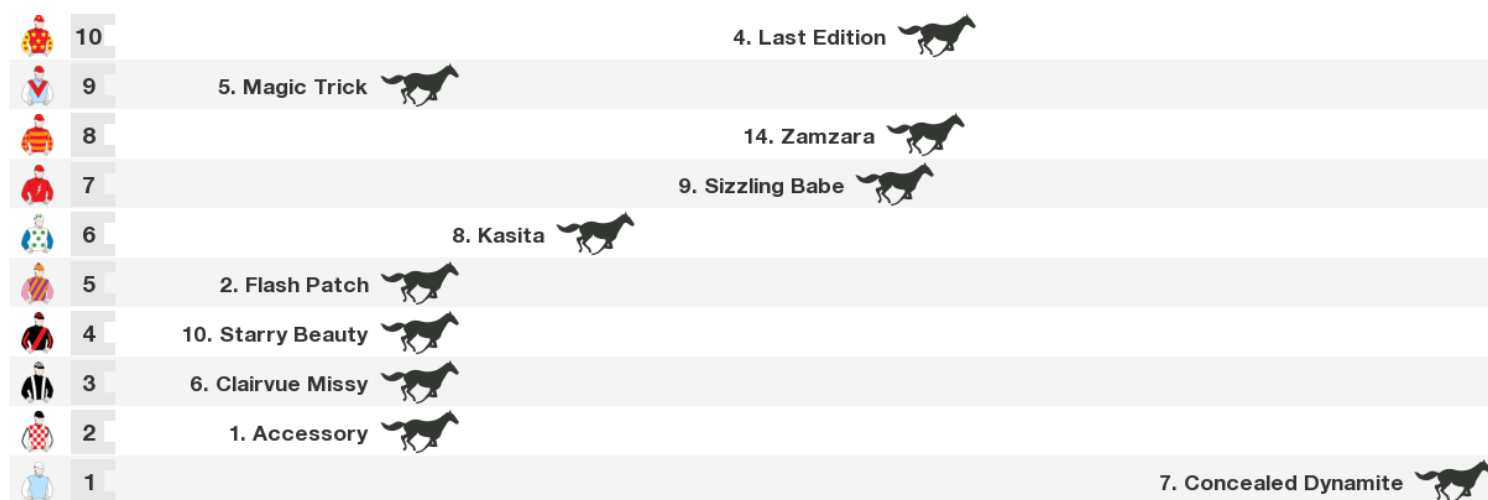 10 4. Last Edition
9 5. Magic Trick
8 14. Zamzara
7 9. Sizzling Babe
6 8. Kasita
5 2. Flash Patch
4 10. Starry Beauty
3 6. Clairvue Missy
2 1. Accessory
1 7. Concealed Dynamite